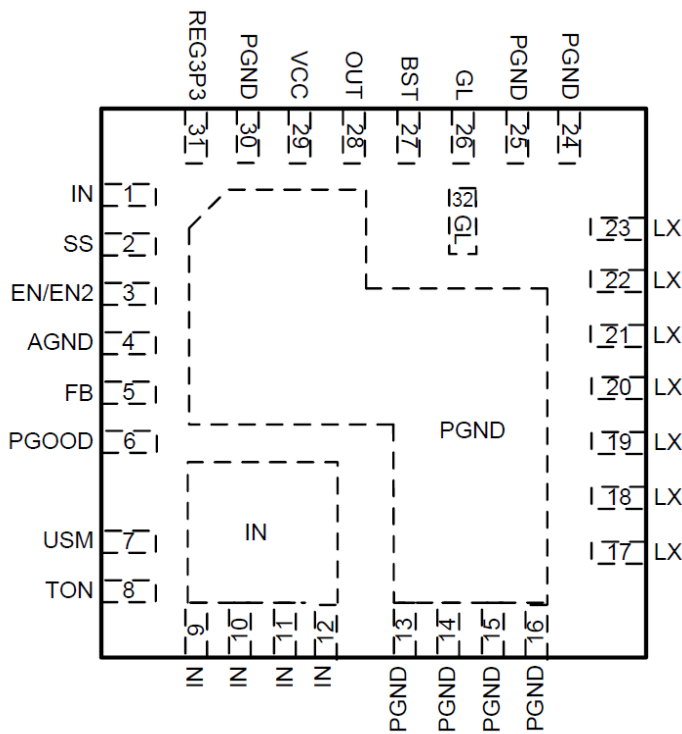 REG3P3 PGND VCC OUT BST GL PGND PGND
31 30 29 28 27 26 25 24
IN 1
SS 2
EN/EN2 3
AGND 4
FB 5
PGOOD 6
USM 7
TON 8
32 GL
23 LX
22 LX
21 LX
20 LX
19 LX
18 LX
17 LX
PGND
IN
9 10 11 12 13 14 15 16
IN IN IN IN PGND PGND PGND PGND